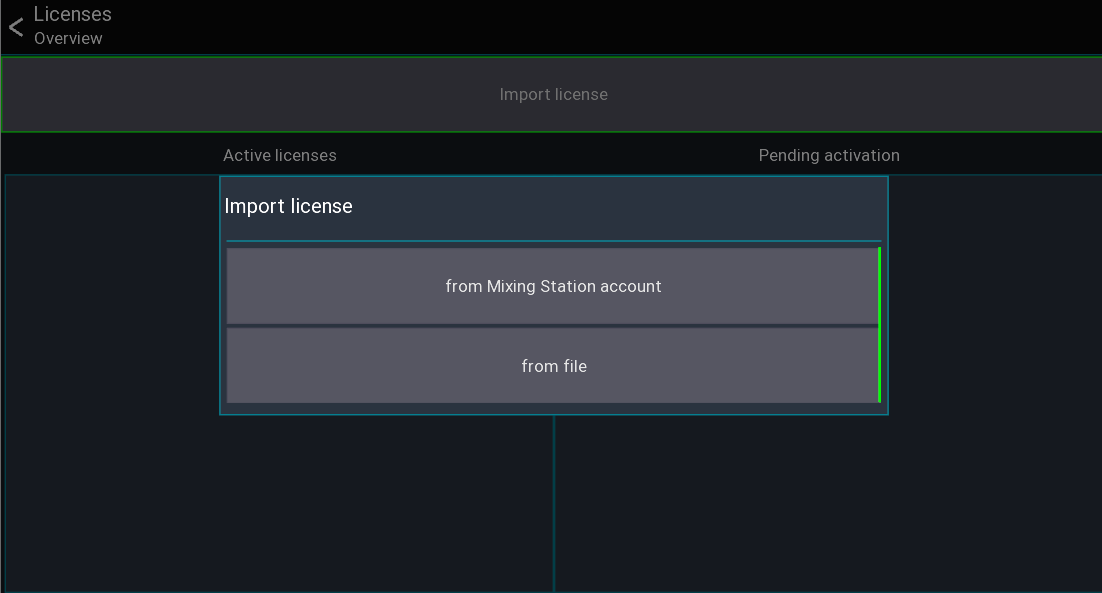 Licenses
Overview
Import license
Active licenses
Pending activation
Import license
from Mixing Station account
from file